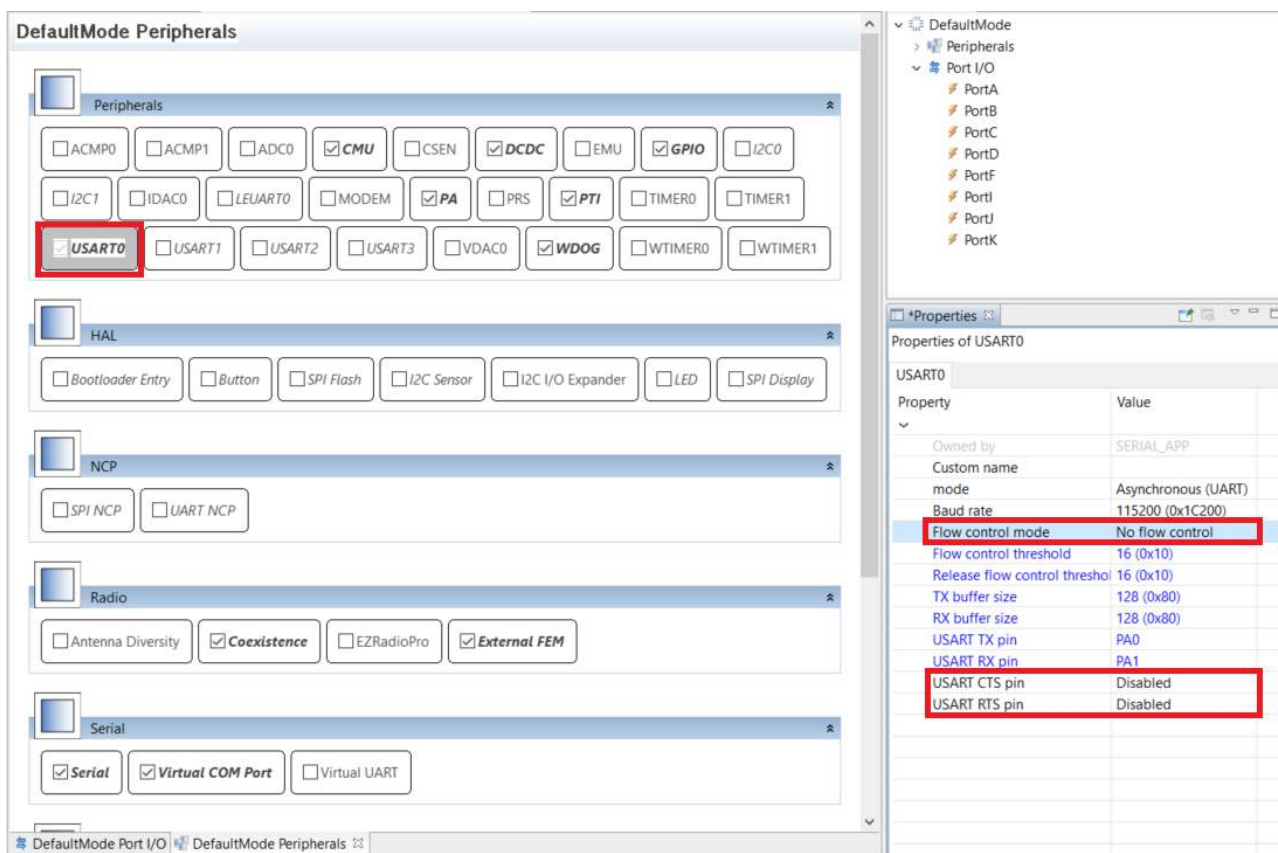 DefaultMode Peripherals
Peripherals
ACMP0 ACMP1 ADC0 CMU CSEN DCDC EMU GPIO I2C0
I2C1 IDAC0 LEUART0 MODEM PA PRS PTI TIMER0 TIMER1
USART0 USART1 USART2 USART3 VDAC0 WDOG WTIMER0 WTIMER1
HAL
Bootloader Entry Button SPI Flash I2C Sensor I2C I/O Expander LED SPI Display
NCP
SPI NCP UART NCP
Radio
Antenna Diversity Coexistence EZRadioPro External FEM
Serial
Serial Virtual COM Port Virtual UART
DefaultMode Port I/O DefaultMode Peripherals
DefaultMode
Peripherals
Port I/O
PortA
PortB
PortC
PortD
PortF
PortI
PortJ
PortK
*Properties
Properties of USART0
USART0
Property Value
Owned by SERIAL_APP
Custom name
mode Asynchronous (UART)
Baud rate 115200 (0x1C200)
Flow control mode No flow control
Flow control threshold 16 (0x10)
Release flow control threshol 16 (0x10)
TX buffer size 128 (0x80)
RX buffer size 128 (0x80)
USART TX pin PA0
USART RX pin PA1
USART CTS pin Disabled
USART RTS pin Disabled